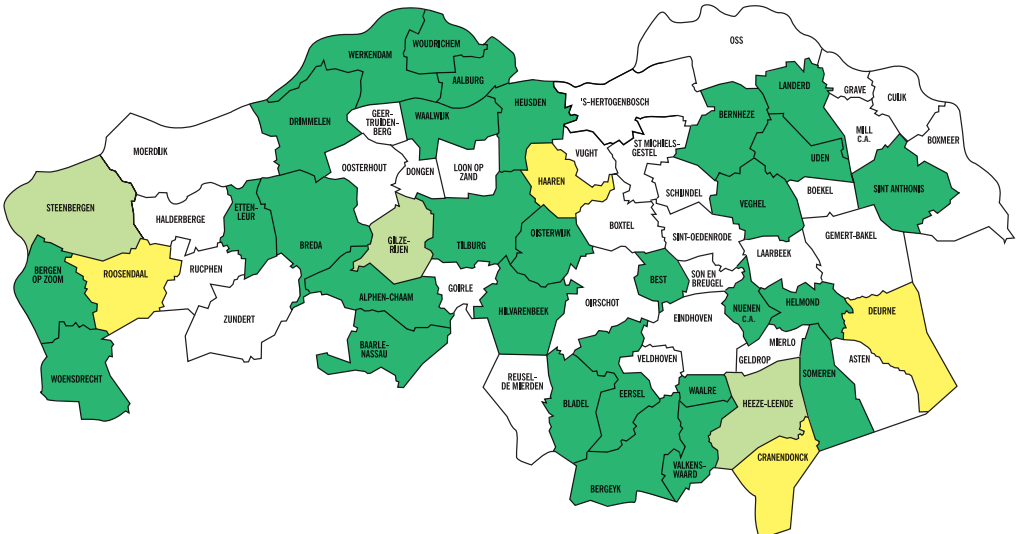 OSS
WOUDRICHEM
WERKENDAM
AALBURG
LANDERD
GRAVE
CUIJK
HEUSDEN
'S-HERTOGENBOSCH
BERNHEZE
DRIMMELEN
GEER-
TRUIDEN-
BERG
WAALWIJK
MILL
C.A.
BOXMEER
MOERDIJK
VUGHT
ST MICHIELS-
GESTEL
UDEN
OOSTERHOUT
DONGEN
LOON OP
ZAND
HAAREN
SCHINDEL
BOEKEL
SINT ANTHONIS
STEENBERGEN
HALDERBERGE
ETTEN-
LEUR
VEGHEL
BREDA
GILZE-
RIJEN
TILBURG
OISTERWIJK
BOXTEL
SINT-OEDENRODE
GEMERT-BAKEL
BERGEN
OP ZOOM
ROOSENDAAL
RUCPHEN
LAARBEEK
GOIRLE
BEST
SON EN
BREUGEL
ALPHEN-CHAAM
OIRSCHOT
HELMOND
ZUNDERT
HILVARENBEEK
EINDHOVEN
NUENEN
C.A.
DEURNE
BAARLE-
NASSAU
MIERLO
WOENSDRECHT
VELDHOVEN
GELDROP
ASTEN
REUSEL-
DE MIERDEN
SOMEREN
BLADEL
EERSEL
WAALRE
HEEZE-LEENDE
CRANENDONCK
VALKENS-
WAARD
BERGEYK